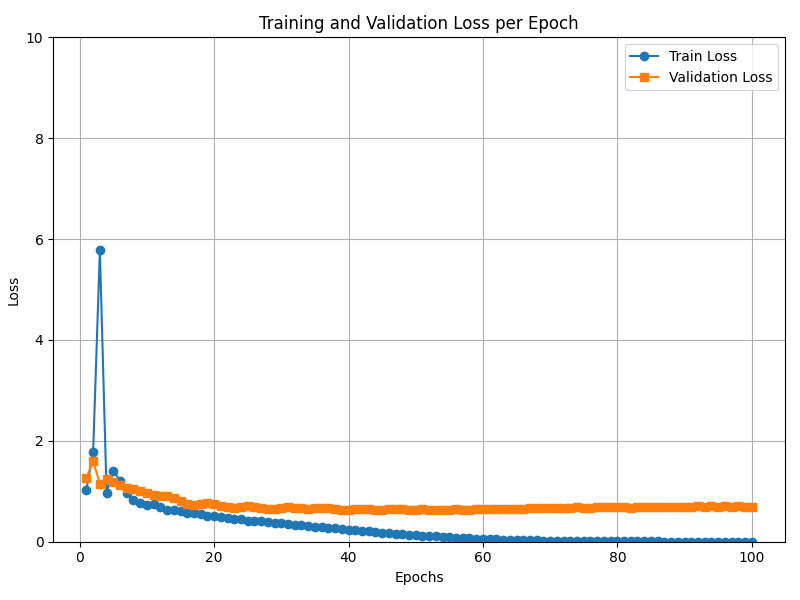 Training and Validation Loss per Epoch
10
8
6
4
2
0
Loss
Train Loss
Validation Loss
0 20 40 60 80 100
Epochs